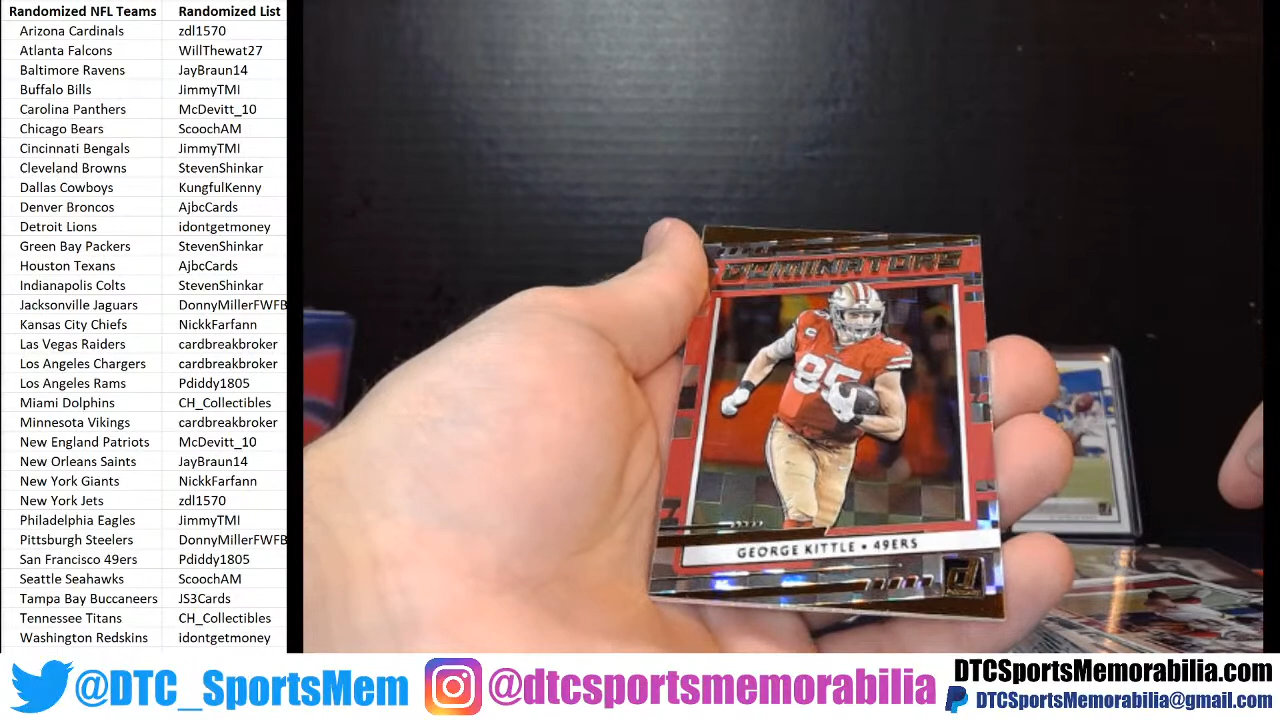 Randomized NFL Teams Randomized List
Arizona Cardinals zdl1570
Atlanta Falcons WillThewat27
Baltimore Ravens JayBraun14
Buffalo Bills JimmyTMI
Carolina Panthers McDevitt_10
Chicago Bears ScoochAM
Cincinnati Bengals JimmyTMI
Cleveland Browns StevenShinkar
Dallas Cowboys KungfulKenny
Denver Broncos AjbcCards
Detroit Lions idontgetmoney
Green Bay Packers StevenShinkar
Houston Texans AjbcCards
Indianapolis Colts StevenShinkar
Jacksonville Jaguars DonnyMillerFWFB
Kansas City Chiefs NickkFarfann
Las Vegas Raiders cardbreakbroker
Los Angeles Chargers cardbreakbroker
Los Angeles Rams Pdiddy1805
Miami Dolphins CH_Collectibles
Minnesota Vikings cardbreakbroker
New England Patriots McDevitt_10
New Orleans Saints JayBraun14
New York Giants NickkFarfann
New York Jets zdl1570
Philadelphia Eagles JimmyTMI
Pittsburgh Steelers DonnyMillerFWFB
San Francisco 49ers Pdiddy1805
Seattle Seahawks ScoochAM
Tampa Bay Buccaneers JS3Cards
Tennessee Titans CH_Collectibles
Washington Redskins idontgetmoney
DOMINATORS
85
GEORGE KITTLE • 49ERS
@DTC_SportsMem
@dtcsportsmemorabilia
DTCSportsMemorabilia.com
DTCSportsMemorabilia@gmail.com